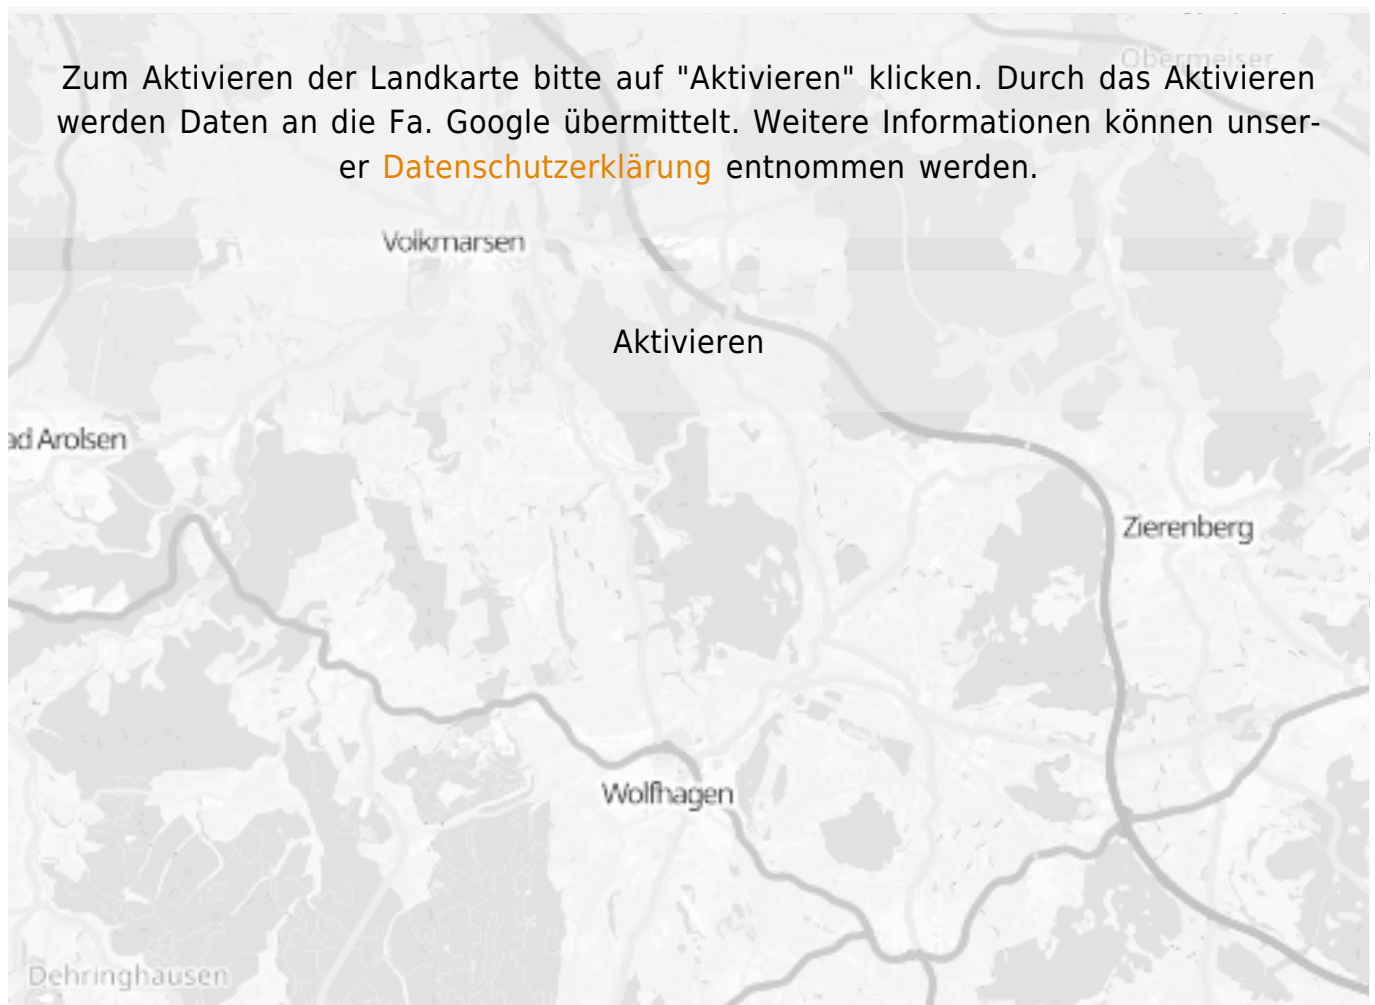 Obermeiser
Zum Aktivieren der Landkarte bitte auf "Aktivieren" klicken. Durch das Aktivieren
werden Daten an die Fa. Google übermittelt. Weitere Informationen können unser-
er Datenschutzerklärung entnommen werden.
Volkmarsen
Aktivieren
ad Arolsen
Zierenberg
Wolfhagen
Dehringhausen